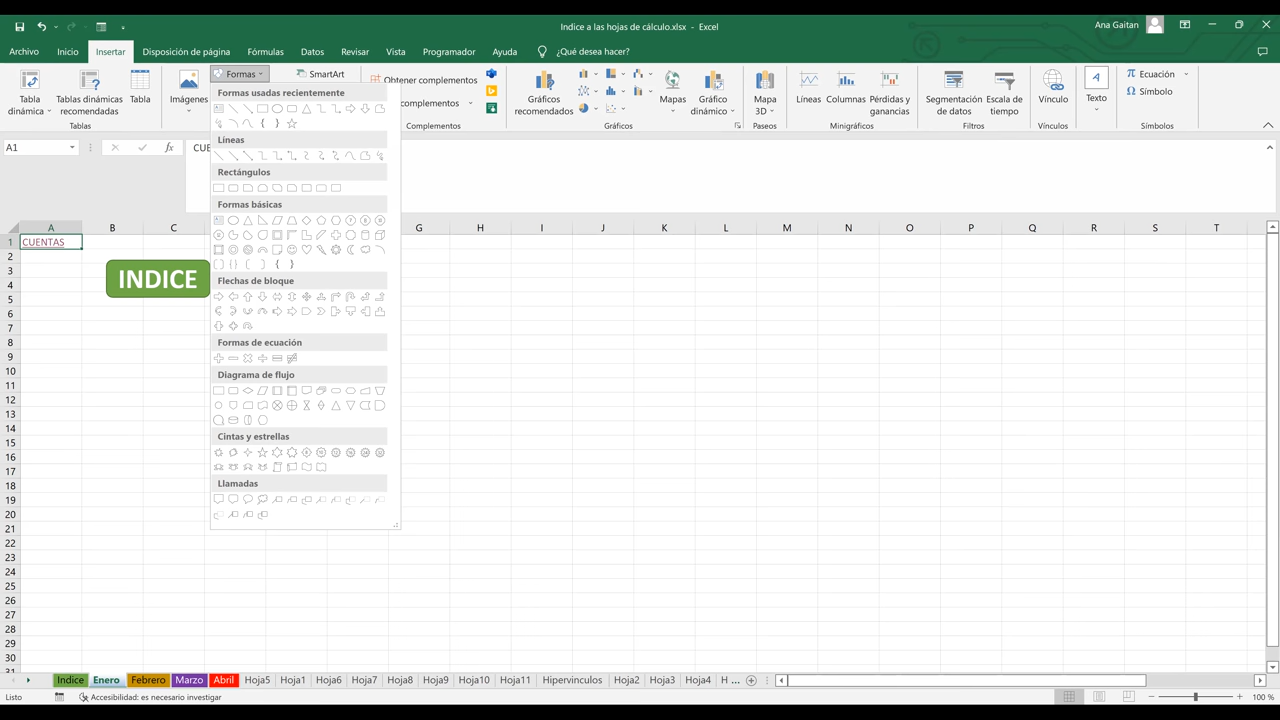 Indice a las hojas de cálculo.xlsx - Excel
Ana Gaitan
Archivo Inicio Insertar Disposición de página Fórmulas Datos Revisar Vista Programador Ayuda ¿Qué desea hacer?
Tabla dinámica
Tablas dinámicas recomendadas
Tabla
Tablas
Imágenes
Formas
SmartArt
Obtener complementos
complementos
Complementos
Gráficos recomendados
Gráficos
Mapas
Gráfico dinámico
Mapa 3D
Paseos
Líneas
Columnas
Pérdidas y ganancias
Minigráficos
Segmentación de datos
Escala de tiempo
Filtros
Vínculo
Vínculos
Texto
Ecuación
Símbolo
Símbolos
Formas usadas recientemente
Líneas
Rectángulos
Formas básicas
Flechas de bloque
Formas de ecuación
Diagrama de flujo
Cintas y estrellas
Llamadas
A1
fx
CUE
A B C G H I J K L M N O P Q R S T
1 CUENTAS
2
3
INDICE
4
5
6
7
8
9
10
11
12
13
14
15
16
17
18
19
20
21
22
23
24
25
26
27
28
29
30
31
Indice Enero Febrero Marzo Abril Hoja5 Hoja1 Hoja6 Hoja7 Hoja8 Hoja9 Hoja10 Hoja11 Hipervínculos Hoja2 Hoja3 Hoja4 H ...
Listo
Accesibilidad: es necesario investigar
100 %